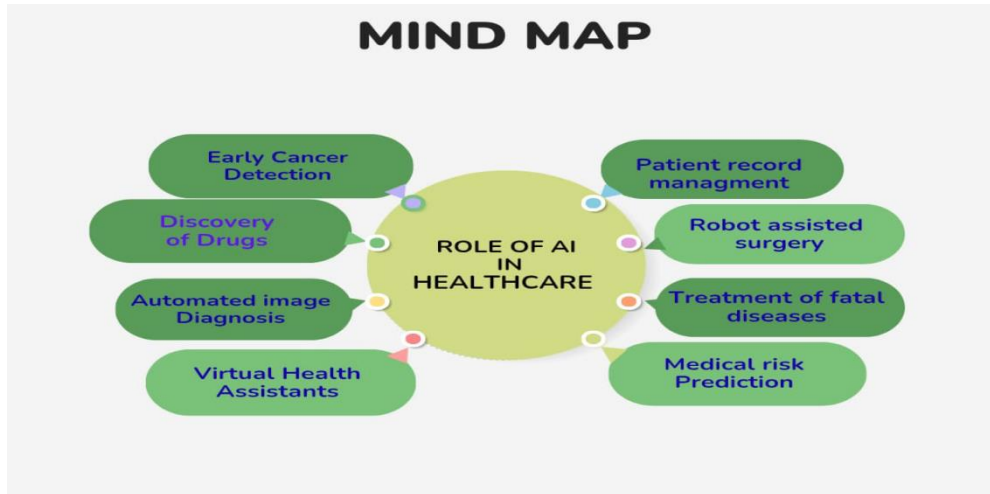 MIND MAP
Early Cancer
Detection
Discovery
of Drugs
Automated image
Diagnosis
Virtual Health
Assistants
ROLE OF AI
IN
HEALTHCARE
Patient record
managment
Robot assisted
surgery
Treatment of fatal
diseases
Medical risk
Prediction